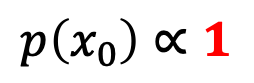 p(x₀) ∝ 1